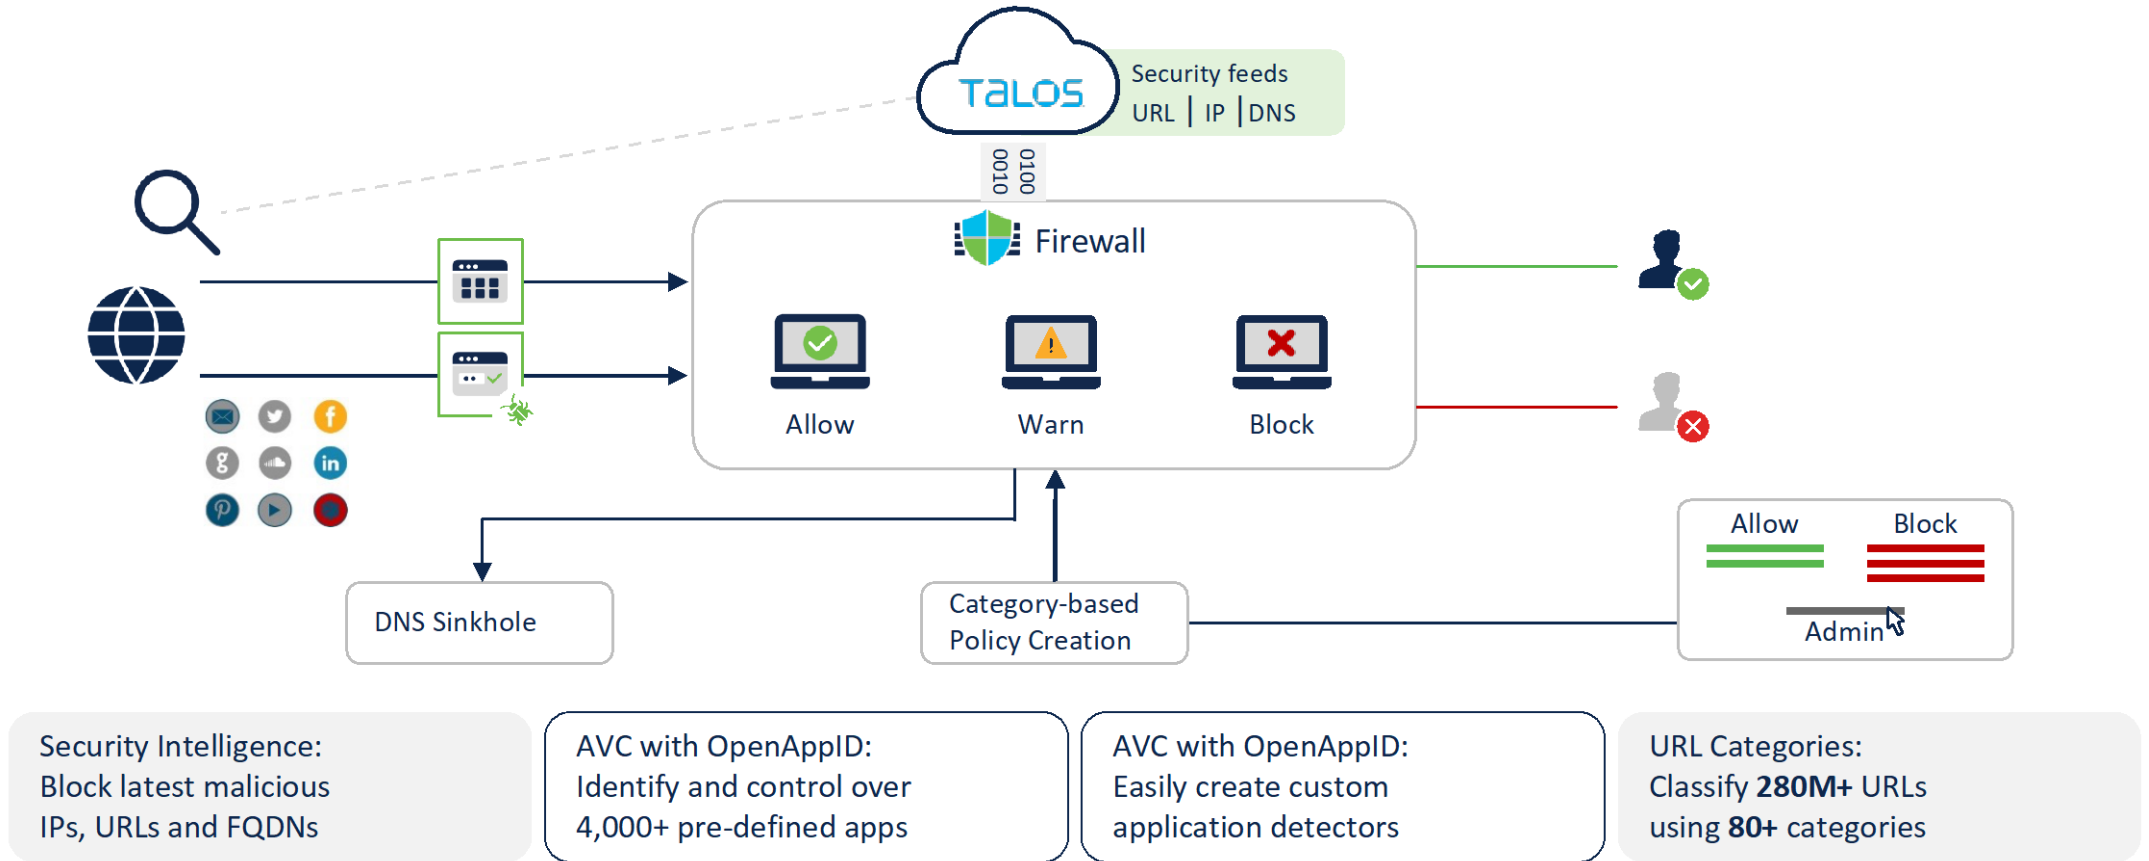 TALOS
Security feeds
URL | IP | DNS
0100
0010
Firewall
Allow
Warn
Block
DNS Sinkhole
Category-based
Policy Creation
Allow
Block
Admin
Security Intelligence:
Block latest malicious
IPs, URLs and FQDNs
AVC with OpenAppID:
Identify and control over
4,000+ pre-defined apps
AVC with OpenAppID:
Easily create custom
application detectors
URL Categories:
Classify 280M+ URLs
using 80+ categories